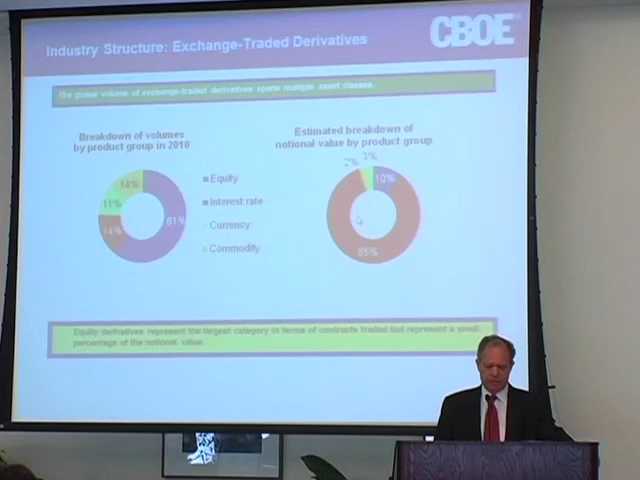 Industry Structure: Exchange-Traded Derivatives
CBOE
The global volume of exchange-traded derivatives spans multiple asset classes.
Breakdown of volumes
by product group in 2010
14%
11%
14%
61%
Equity
Interest rate
Currency
Commodity
Estimated breakdown of
notional value by product group
2%
3%
10%
85%
Equity derivatives represent the largest category in terms of contracts traded but represent a small
percentage of the notional value.